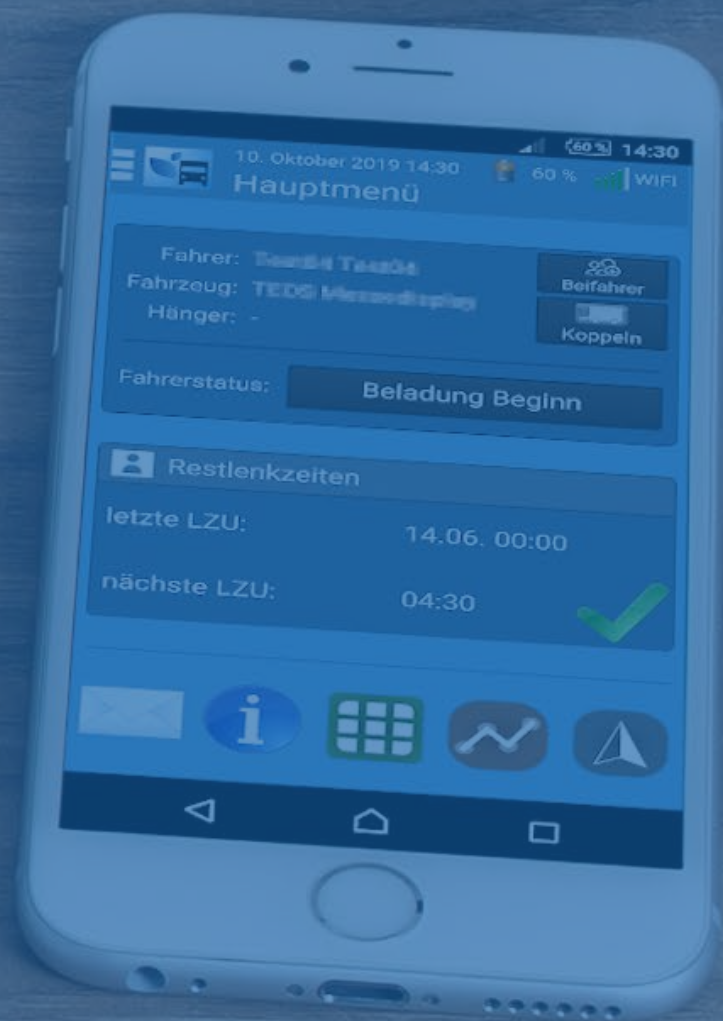 60 % 14:30
10. Oktober 2019 14:30 60 % WIFI
Hauptmenü
Fahrer:
Beifahrer
Fahrzeug: TEDS
Hänger: -
Koppeln
Fahrerstatus: Beladung Beginn
Restlenkzeiten
letzte LZU: 14.06. 00:00
nächste LZU: 04:30
i